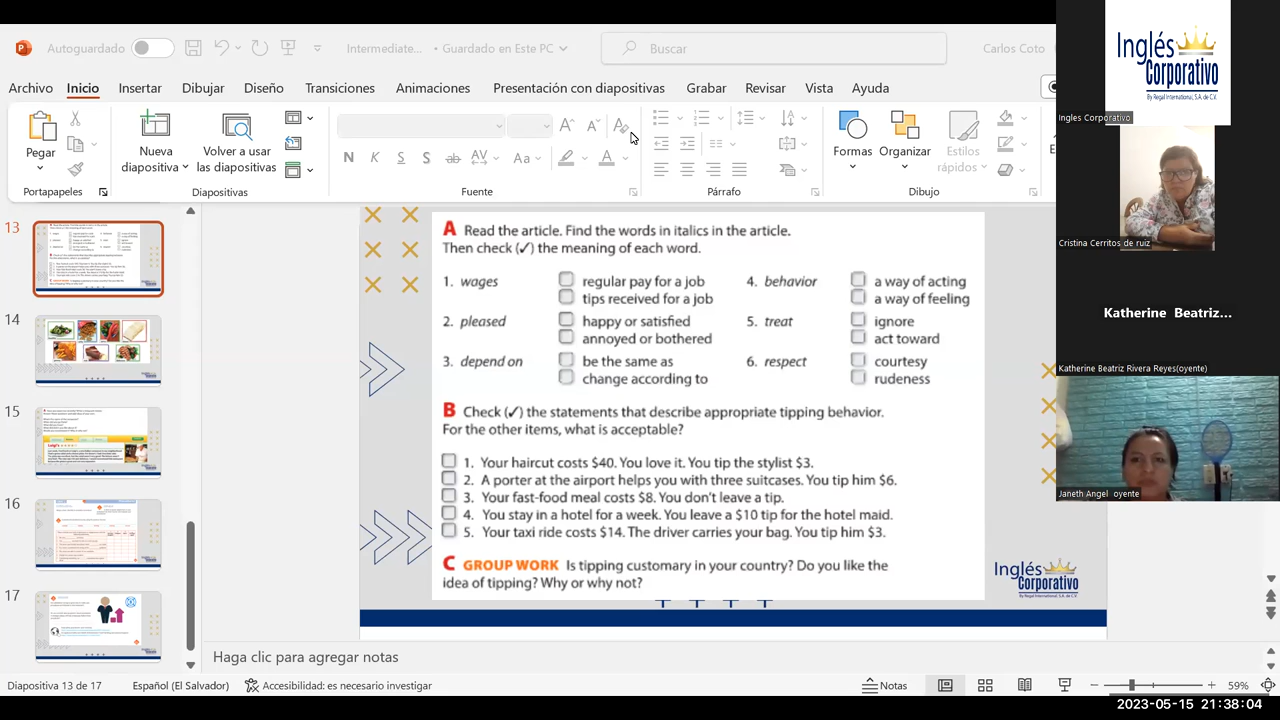 Autoguardado
Intermediate... • Guardado en Este PC
Buscar
Carlos Coto
Archivo Inicio Insertar Dibujar Diseño Transiciones Animaciones Presentación con diapositivas Grabar Revisar Vista Ayuda
Pegar
Nueva diapositiva
Volver a usar las diapositivas
Formas
Organizar
Estilos rápidos
N K S S ab AV Aa A
Portapapeles Diapositivas Fuente Párrafo Dibujo
13
14
15
16
17
A Read the article. Find the words in italics in the article.
Then check (✓) the meaning of each word.
1. wages
regular pay for a job
tips received for a job
2. pleased
happy or satisfied
annoyed or bothered
3. depend on
be the same as
change according to
4. behavior
a way of acting
a way of feeling
5. treat
ignore
act toward
6. respect
courtesy
rudeness
B Check (✓) the statements that describe appropriate tipping behavior.
For the other items, what is acceptable?
1. Your haircut costs $40. You love it. You tip the stylist $3.
2. A porter at the airport helps you with three suitcases. You tip him $6.
3. Your fast-food meal costs $8. You don't leave a tip.
4. You stay in a hotel for a week. You leave a $10 tip for the hotel maid.
5. Your taxi ride costs $14. The driver carries your bag. You tip him $3.
C GROUP WORK Is tipping customary in your country? Do you like the
idea of tipping? Why or why not?
Inglés
Corporativo
By Regal International, S.A. de C.V.
Haga clic para agregar notas
Diapositiva 13 de 17 Español (El Salvador) Accesibilidad: es necesario investigar Notas 59%
Inglés
Corporativo
By Regal International, S.A. de C.V.
Ingles Corporativo
Cristina Cerritos de ruiz
Katherine Beatriz...
Katherine Beatriz Rivera Reyes(oyente)
Janeth Angel oyente
2023-05-15 21:38:04